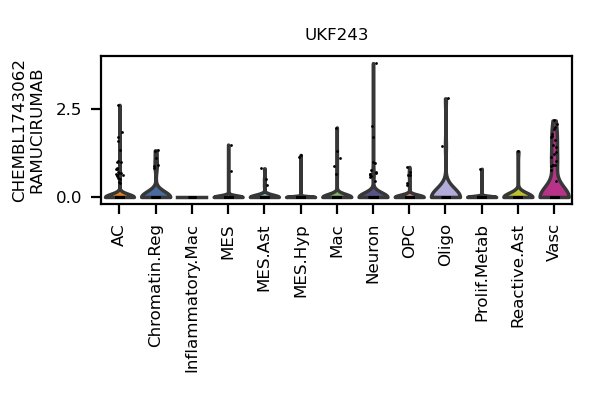 UKF243
CHEMBL1743062
RAMUCIRUMAB
2.5
0.0
AC
Chromatin.Reg
Inflammatory.Mac
MES
MES.Ast
MES.Hyp
Mac
Neuron
OPC
Oligo
Prolif.Metab
Reactive.Ast
Vasc